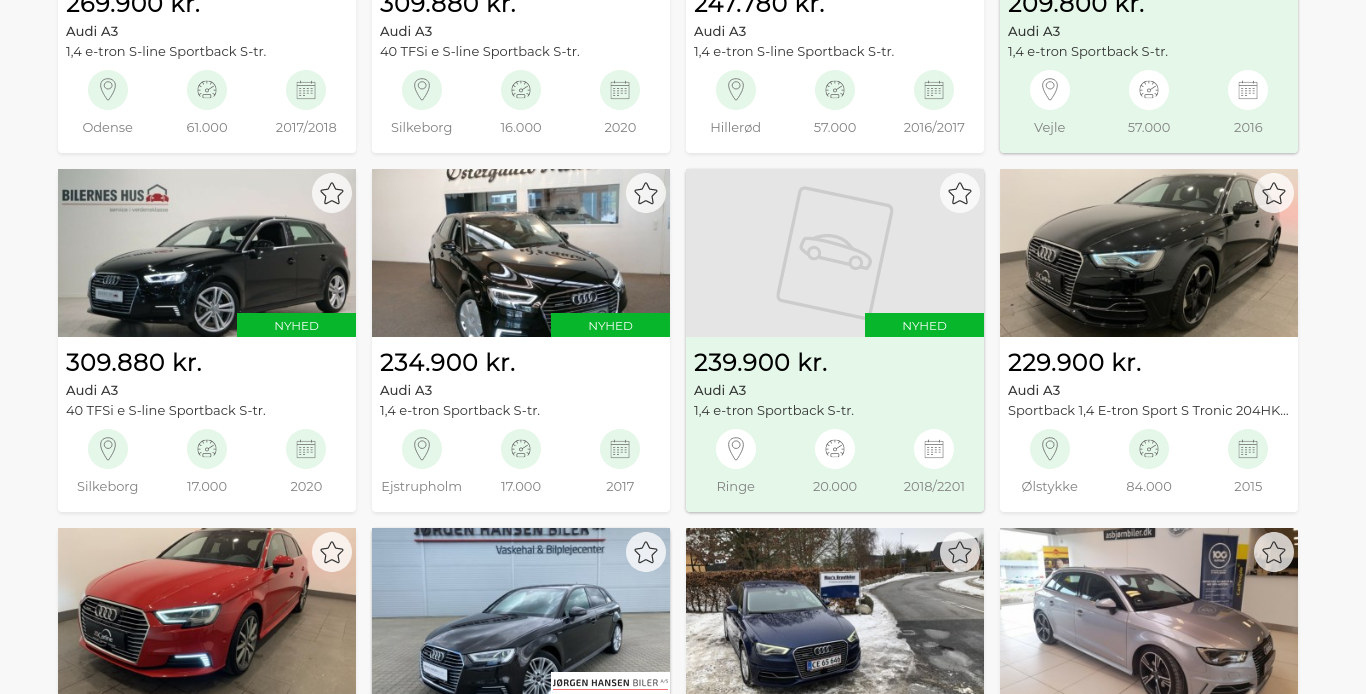 269.900 kr.
Audi A3
1,4 e-tron S-line Sportback S-tr.
Odense
61.000
2017/2018
309.880 kr.
Audi A3
40 TFSi e S-line Sportback S-tr.
Silkeborg
16.000
2020
247.780 kr.
Audi A3
1,4 e-tron S-line Sportback S-tr.
Hillerød
57.000
2016/2017
209.800 kr.
Audi A3
1,4 e-tron Sportback S-tr.
Vejle
57.000
2016
BILERNES HUS
NYHED
309.880 kr.
Audi A3
40 TFSi e S-line Sportback S-tr.
Silkeborg
17.000
2020
NYHED
234.900 kr.
Audi A3
1,4 e-tron Sportback S-tr.
Ejstrupholm
17.000
2017
NYHED
239.900 kr.
Audi A3
1,4 e-tron Sportback S-tr.
Ringe
20.000
2018/2201
229.900 kr.
Audi A3
Sportback 1,4 E-tron Sport S Tronic 204HK...
Ølstykke
84.000
2015
JØRGEN HANSEN BILER
Vaskehal & Bilplejecenter
JØRGEN HANSEN BILER A/S
CE 65 646
asbjørnbiler.dk
100